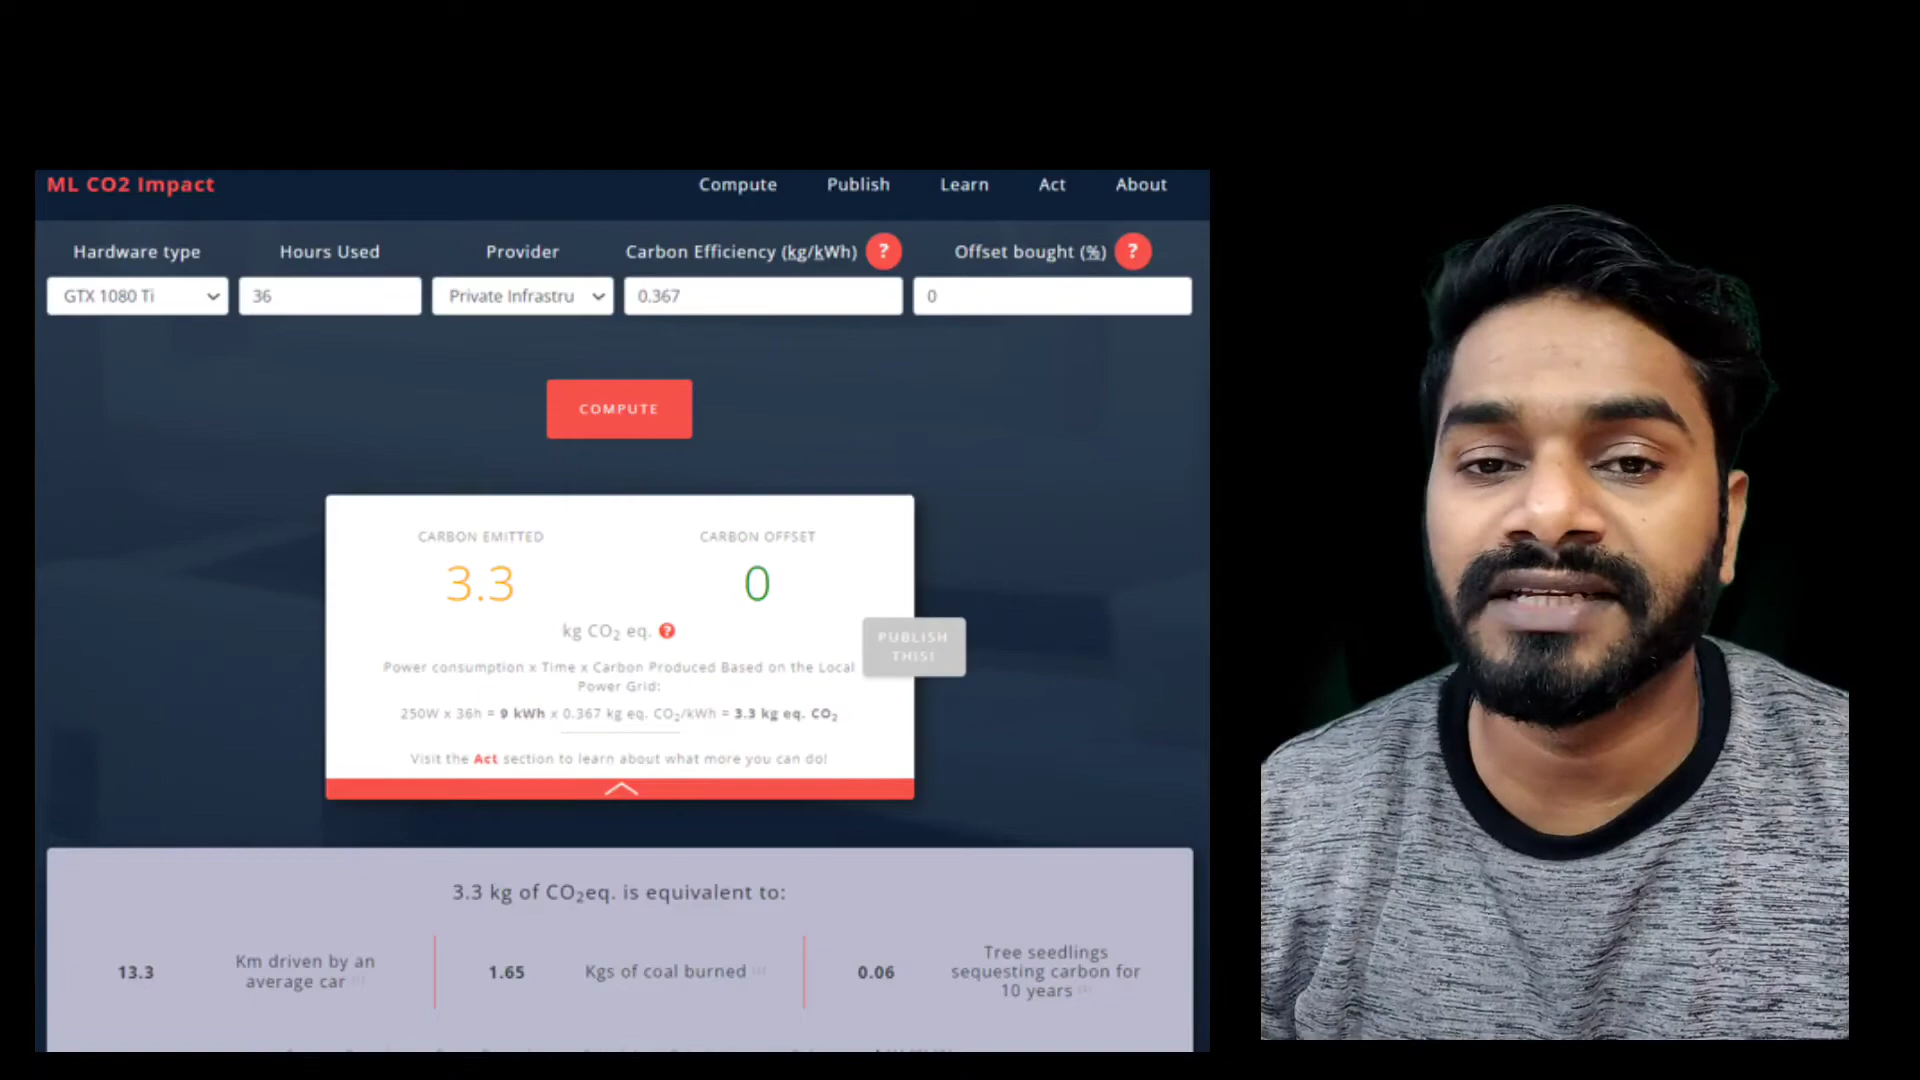 ML CO2 Impact
Compute Publish Learn Act About
Hardware type Hours Used Provider Carbon Efficiency (kg/kWh) ? Offset bought (%) ?
GTX 1080 Ti 36 Private Infrastru 0.367 0
COMPUTE
CARBON EMITTED CARBON OFFSET
3.3 0
kg CO₂ eq. ?
PUBLISH
THIS!
Power consumption x Time x Carbon Produced Based on the Local
Power Grid:
250W x 36h = 9 kWh x 0.367 kg eq. CO₂/kWh = 3.3 kg eq. CO₂
Visit the Act section to learn about what more you can do!
3.3 kg of CO₂eq. is equivalent to:
13.3 Km driven by an
average car
1.65 Kgs of coal burned
0.06 Tree seedlings
sequesting carbon for
10 years